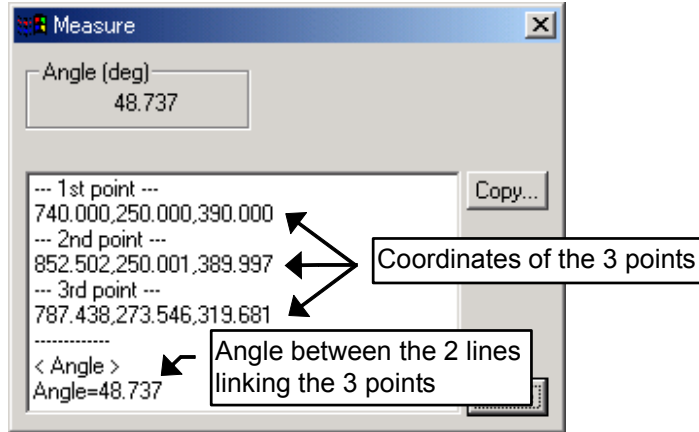 Measure
Angle (deg)
48.737
--- 1st point ---
740.000,250.000,390.000
--- 2nd point ---
852.502,250.001,389.997
--- 3rd point ---
787.438,273.546,319.681
-------------
< Angle >
Angle=48.737
Copy...
Coordinates of the 3 points
Angle between the 2 lines
linking the 3 points